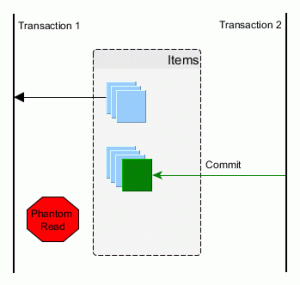 Transaction 1
Transaction 2
Items
Commit
Phantom
Read